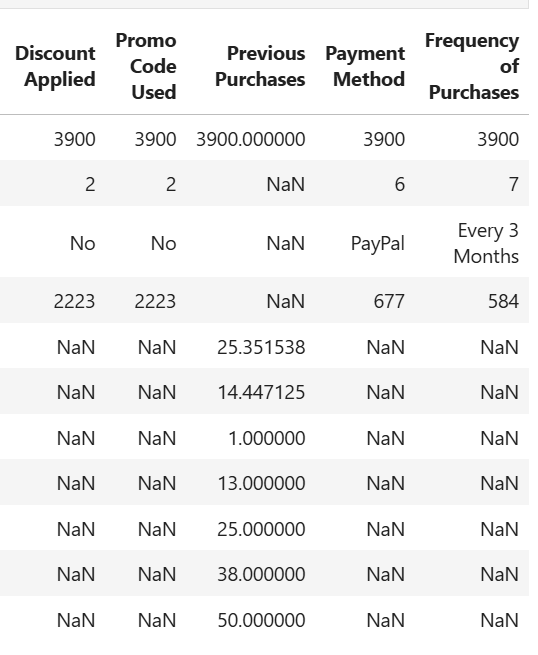 Discount Applied Promo Code Used Previous Purchases Payment Method Frequency of Purchases
3900 3900 3900.000000 3900 3900
2 2 NaN 6 7
No No NaN PayPal Every 3 Months
2223 2223 NaN 677 584
NaN NaN 25.351538 NaN NaN
NaN NaN 14.447125 NaN NaN
NaN NaN 1.000000 NaN NaN
NaN NaN 13.000000 NaN NaN
NaN NaN 25.000000 NaN NaN
NaN NaN 38.000000 NaN NaN
NaN NaN 50.000000 NaN NaN